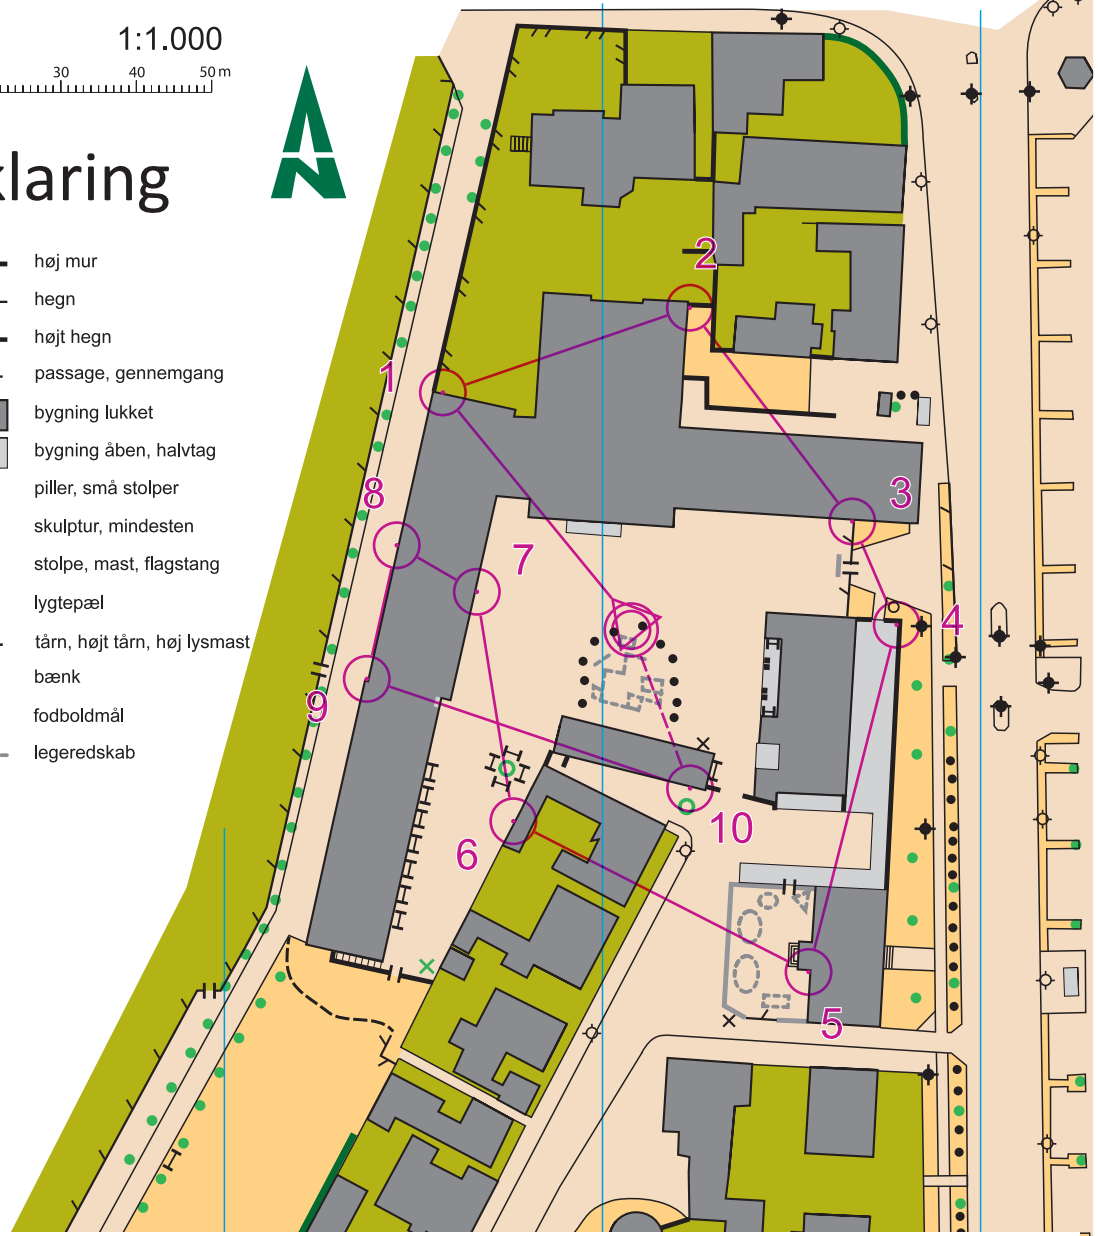 1:1.000
30 40 50 m
klaring
høj mur
hegn
højt hegn
passage, gennemgang
bygning lukket
bygning åben, halvtag
piller, små stolper
skulptur, mindesten
stolpe, mast, flagstang
lygtepæl
tårn, højt tårn, høj lysmast
bænk
fodboldmål
legeredskab
2
1
8
3
7
4
9
10
6
5